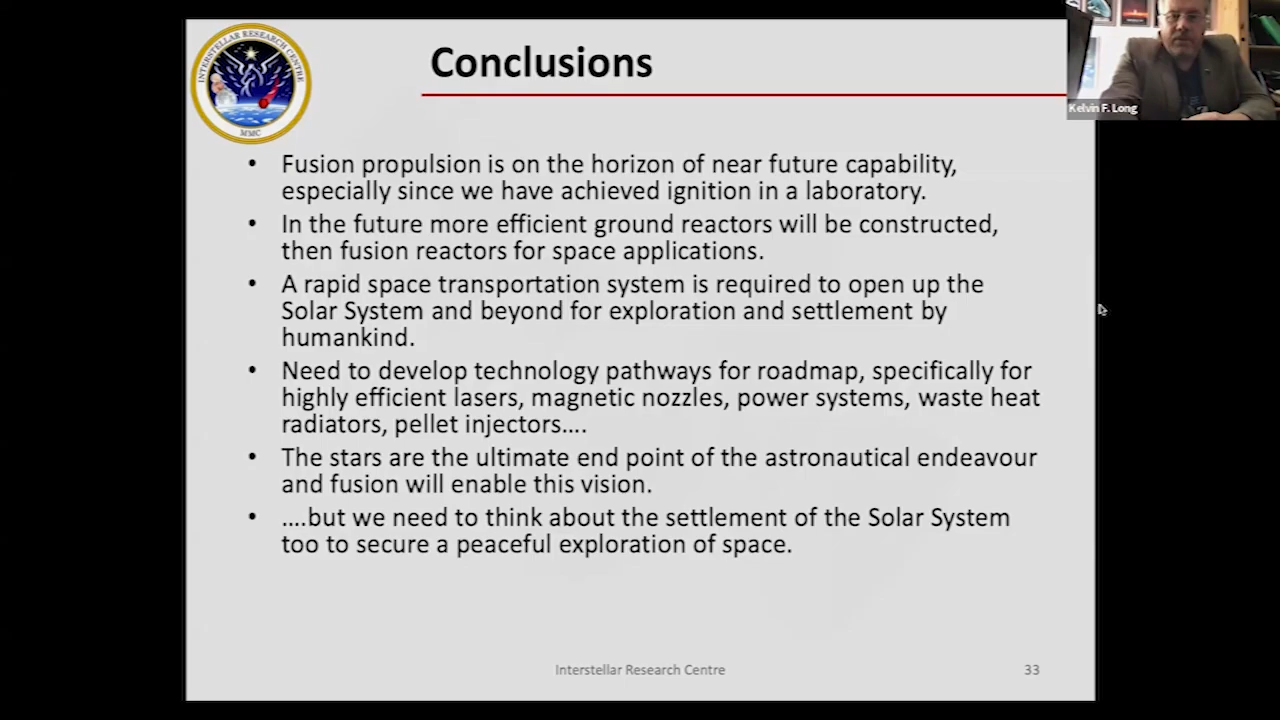 INTERSTELLAR RESEARCH CENTRE
MMC
Conclusions
Kelvin F. Long
• Fusion propulsion is on the horizon of near future capability,
especially since we have achieved ignition in a laboratory.
• In the future more efficient ground reactors will be constructed,
then fusion reactors for space applications.
• A rapid space transportation system is required to open up the
Solar System and beyond for exploration and settlement by
humankind.
• Need to develop technology pathways for roadmap, specifically for
highly efficient lasers, magnetic nozzles, power systems, waste heat
radiators, pellet injectors….
• The stars are the ultimate end point of the astronautical endeavour
and fusion will enable this vision.
• ….but we need to think about the settlement of the Solar System
too to secure a peaceful exploration of space.
Interstellar Research Centre
33